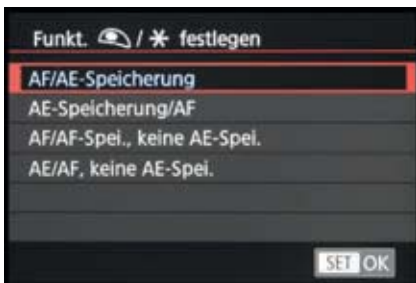 Funkt. / * festlegen
AF/AE-Speicherung
AE-Speicherung/AF
AF/AF-Spei., keine AE-Spei.
AE/AF, keine AE-Spei.
SET OK